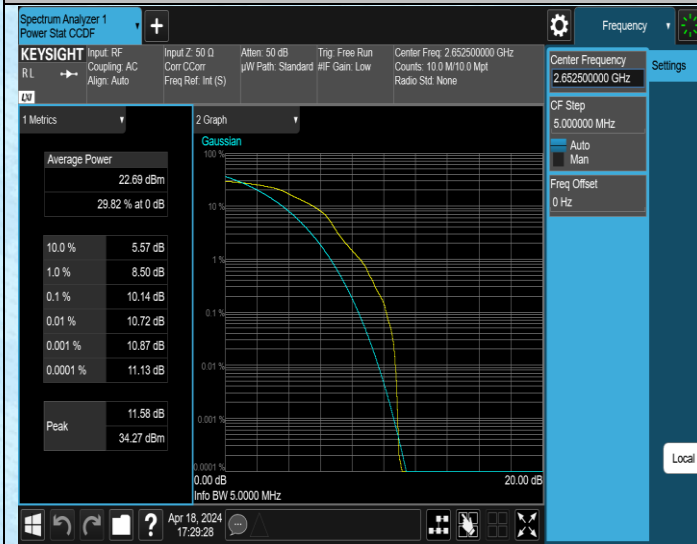 Spectrum Analyzer 1
Power Stat CCDF
Frequency
KEYSIGHT
RL
LXI
Input: RF
Coupling: AC
Align: Auto
Input Z: 50 Ω
Corr CCorr
Freq Ref: Int (S)
Atten: 50 dB
µW Path: Standard
Trig: Free Run
#IF Gain: Low
Center Freq: 2.652500000 GHz
Counts: 10.0 M/10.0 Mpt
Radio Std: None
Center Frequency
2.652500000 GHz
Settings
CF Step
5.000000 MHz
Auto
Man
Freq Offset
0 Hz
1 Metrics
Average Power
22.69 dBm
29.82 % at 0 dB
10.0 % 5.57 dB
1.0 % 8.50 dB
0.1 % 10.14 dB
0.01 % 10.72 dB
0.001 % 10.87 dB
0.0001 % 11.13 dB
Peak
11.58 dB
34.27 dBm
2 Graph
Gaussian
100 %
10 %
1 %
0.1 %
0.01 %
0.001 %
0.0001 %
0.00 dB 20.00 dB
Info BW 5.0000 MHz
Local
?
Apr 18, 2024
17:29:28